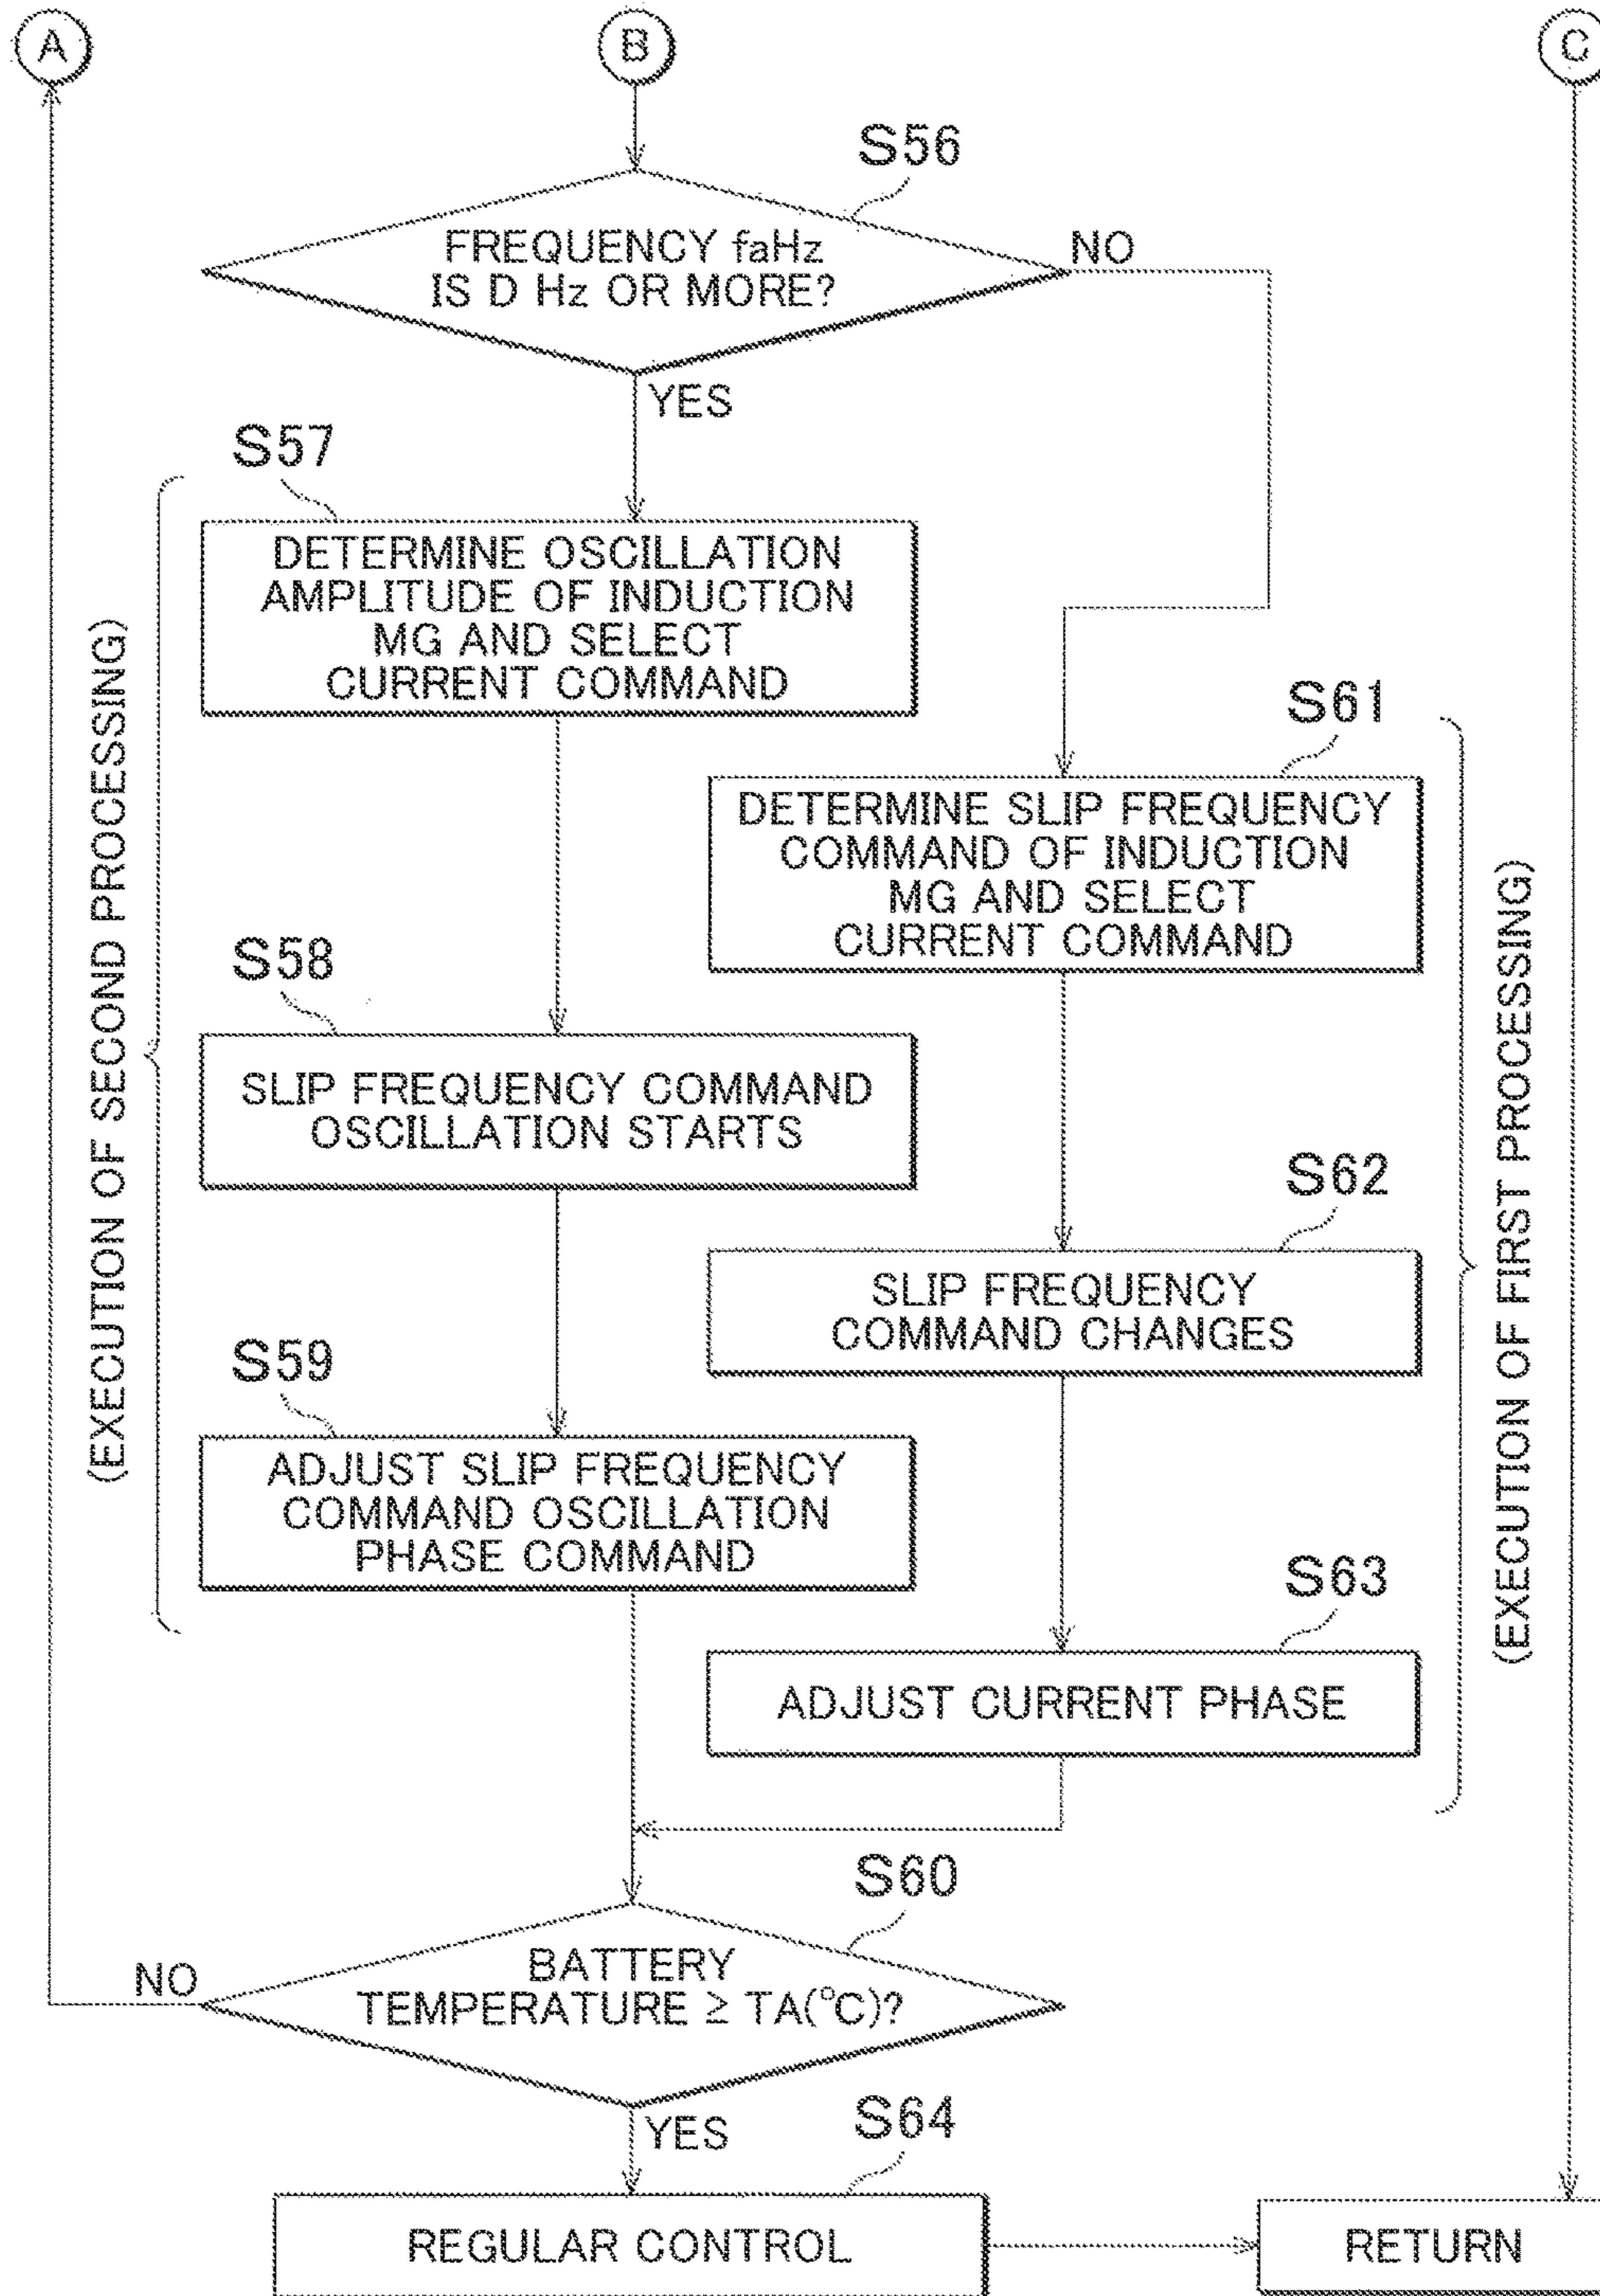 A
B
C
S56
FREQUENCY faHz
IS D Hz OR MORE?
NO
YES
S57
DETERMINE OSCILLATION
AMPLITUDE OF INDUCTION
MG AND SELECT
CURRENT COMMAND
(EXECUTION OF SECOND PROCESSING)
S58
SLIP FREQUENCY COMMAND
OSCILLATION STARTS
S59
ADJUST SLIP FREQUENCY
COMMAND OSCILLATION
PHASE COMMAND
S61
DETERMINE SLIP FREQUENCY
COMMAND OF INDUCTION
MG AND SELECT
CURRENT COMMAND
(EXECUTION OF FIRST PROCESSING)
S62
SLIP FREQUENCY
COMMAND CHANGES
S63
ADJUST CURRENT PHASE
S60
BATTERY
TEMPERATURE ≥ TA(°C)?
NO
YES
S64
REGULAR CONTROL
RETURN